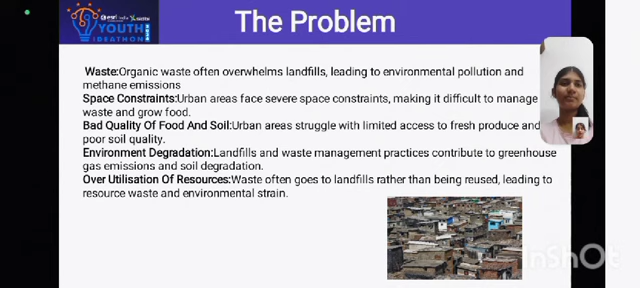 The Problem
YOUTH
IDEATHON
Waste:Organic waste often overwhelms landfills, leading to environmental pollution and
methane emissions
Space Constraints:Urban areas face severe space constraints, making it difficult to manage
waste and grow food.
Bad Quality Of Food And Soil:Urban areas struggle with limited access to fresh produce and
poor soil quality.
Environment Degradation:Landfills and waste management practices contribute to greenhouse
gas emissions and soil degradation.
Over Utilisation Of Resources:Waste often goes to landfills rather than being reused, leading to
resource waste and environmental strain.
InShOt